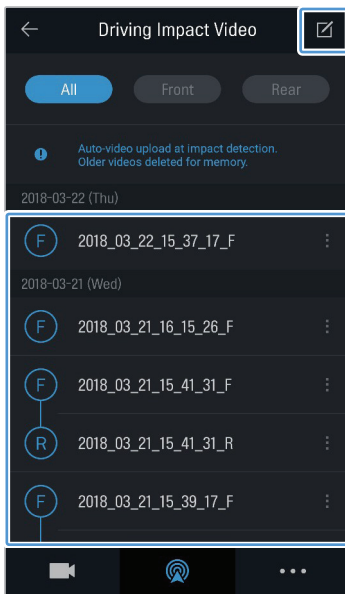 Driving Impact Video
All Front Rear
Auto-video upload at impact detection.
Older videos deleted for memory.
2018-03-22 (Thu)
F 2018_03_22_15_37_17_F
2018-03-21 (Wed)
F 2018_03_21_16_15_26_F
F 2018_03_21_15_41_31_F
R 2018_03_21_15_41_31_R
F 2018_03_21_15_39_17_F